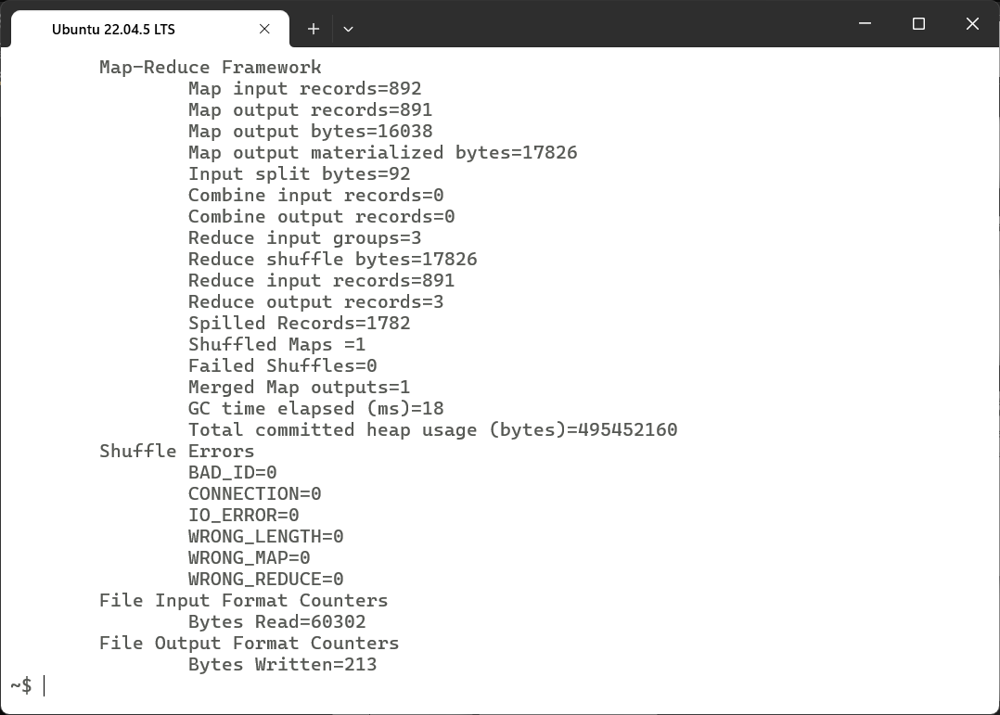 Ubuntu 22.04.5 LTS
Map-Reduce Framework
Map input records=892
Map output records=891
Map output bytes=16038
Map output materialized bytes=17826
Input split bytes=92
Combine input records=0
Combine output records=0
Reduce input groups=3
Reduce shuffle bytes=17826
Reduce input records=891
Reduce output records=3
Spilled Records=1782
Shuffled Maps =1
Failed Shuffles=0
Merged Map outputs=1
GC time elapsed (ms)=18
Total committed heap usage (bytes)=495452160
Shuffle Errors
BAD_ID=0
CONNECTION=0
IO_ERROR=0
WRONG_LENGTH=0
WRONG_MAP=0
WRONG_REDUCE=0
File Input Format Counters
Bytes Read=60302
File Output Format Counters
Bytes Written=213
~$